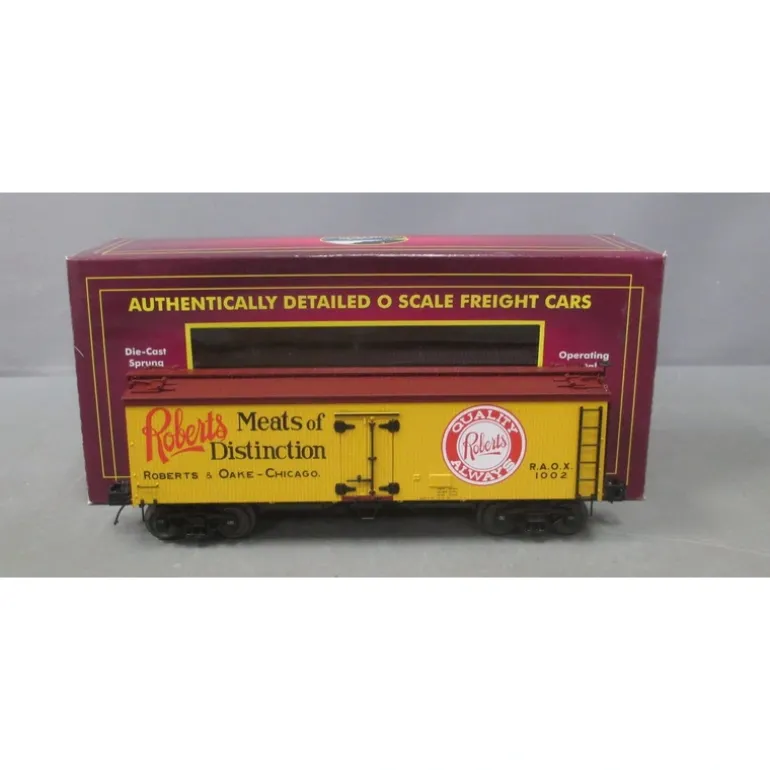 AUTHENTICALLY DETAILED O SCALE FREIGHT CARS
Die-Cast
Sprung
Operating
Roberts
Meats of
Distinction
ROBERTS & OAKE-CHICAGO.
QUALITY
Roberts
ALWAYS
R.A.O.X.
1002